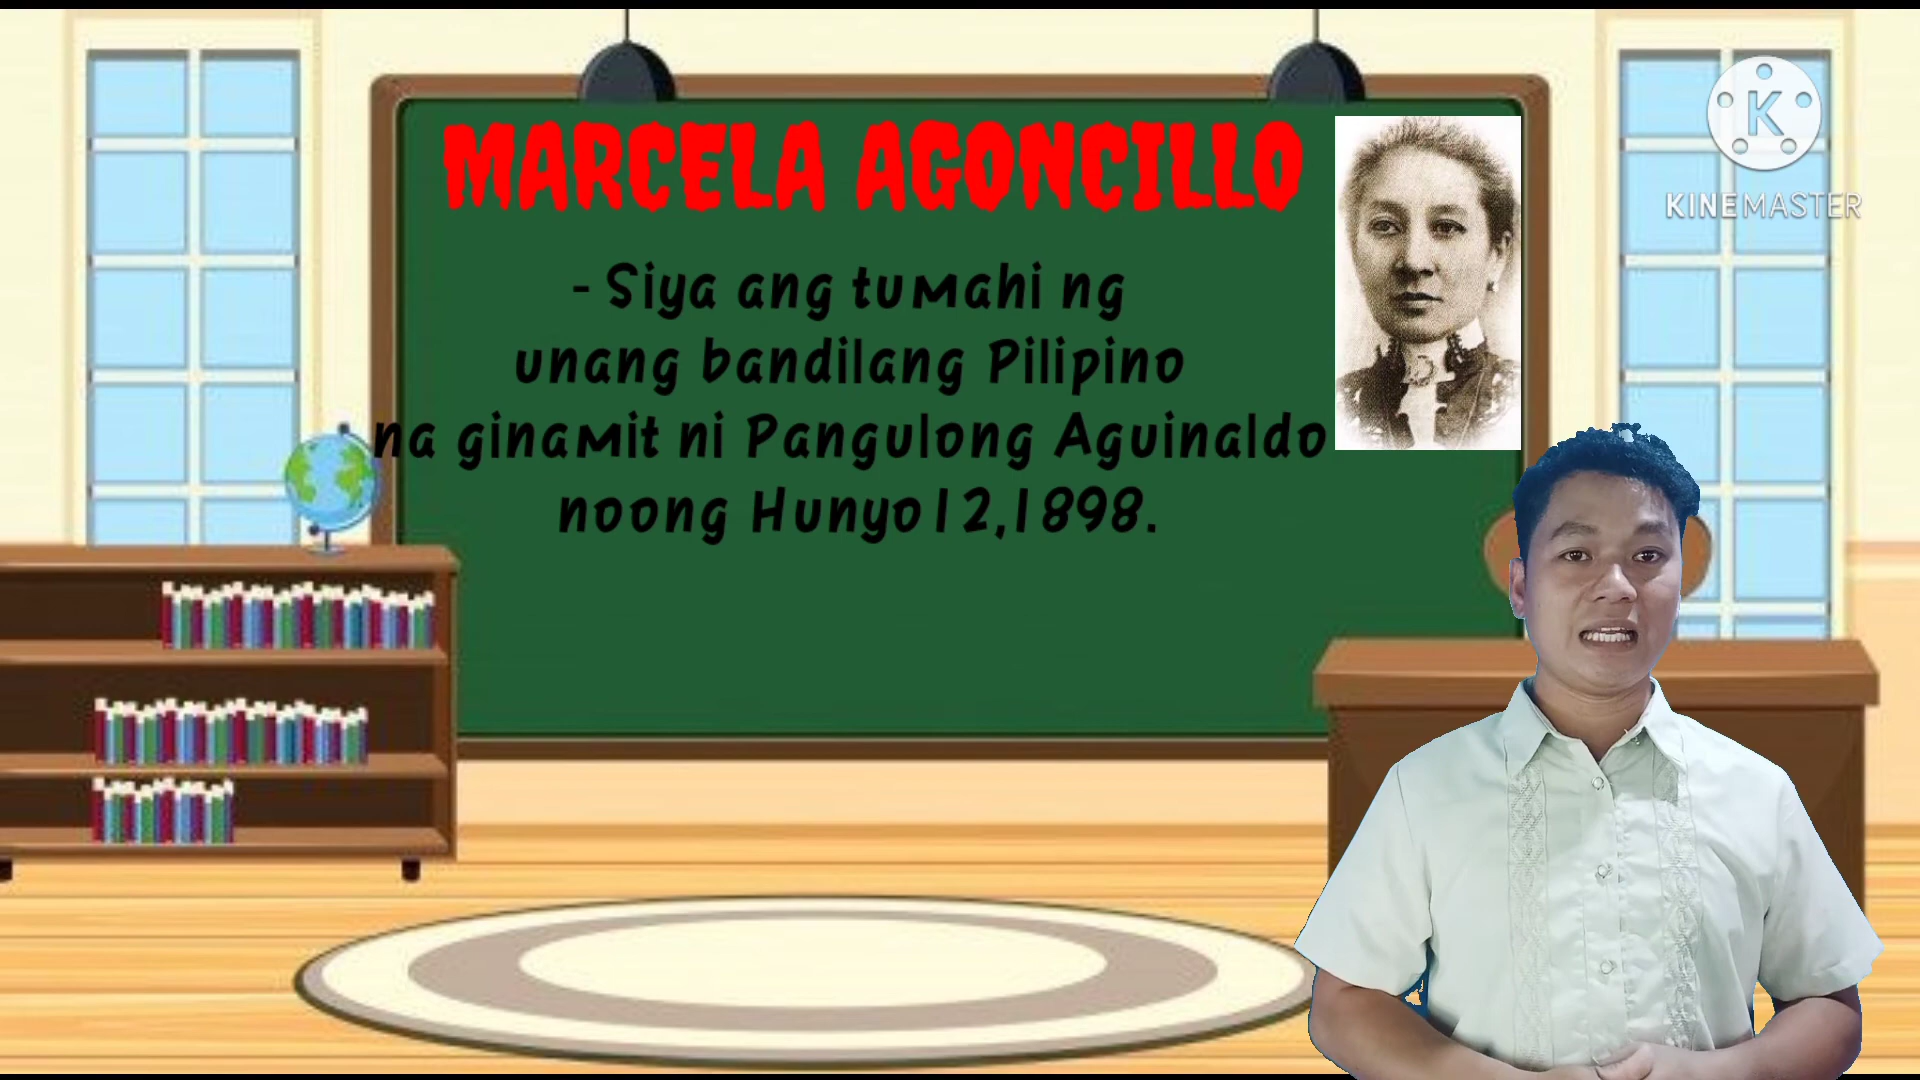 MARCELA AGONCILLO
- Siya ang tumahi ng
unang bandilang Pilipino
na ginamit ni Pangulong Aguinaldo
noong Hunyo12,1898.
K
KINEMASTER